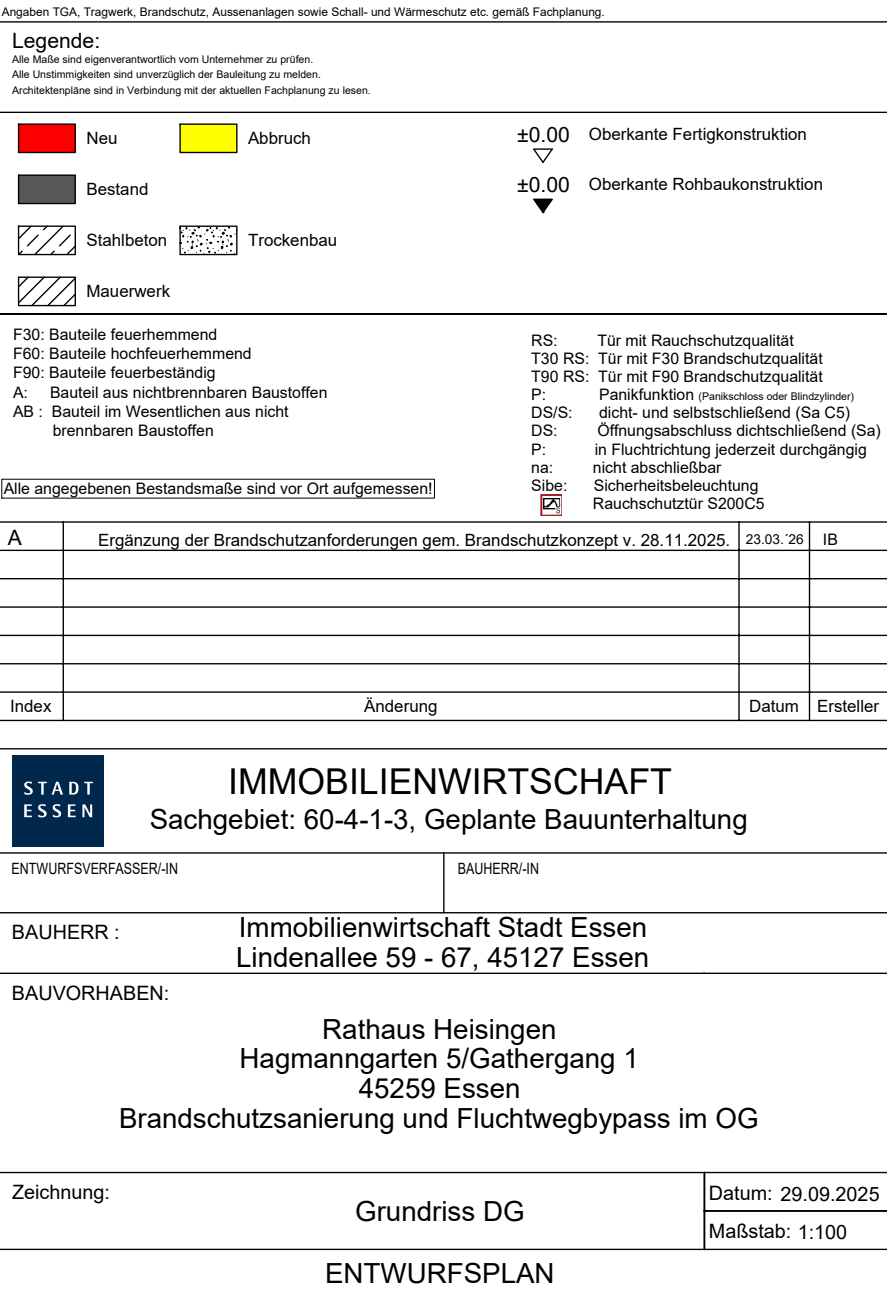 Angaben TGA, Tragwerk, Brandschutz, Aussenanlagen sowie Schall- und Wärmeschutz etc. gemäß Fachplanung.
Legende:
Alle Maße sind eigenverantwortlich vom Unternehmer zu prüfen.
Alle Unstimmigkeiten sind unverzüglich der Bauleitung zu melden.
Architektenpläne sind in Verbindung mit der aktuellen Fachplanung zu lesen.
Neu Abbruch ±0.00 Oberkante Fertigkonstruktion
Bestand ±0.00 Oberkante Rohbaukonstruktion
Stahlbeton Trockenbau
Mauerwerk
F30: Bauteile feuerhemmend
F60: Bauteile hochfeuerhemmend
F90: Bauteile feuerbeständig
A: Bauteil aus nichtbrennbaren Baustoffen
AB : Bauteil im Wesentlichen aus nicht
brennbaren Baustoffen
Alle angegebenen Bestandsmaße sind vor Ort aufgemessen!
RS: Tür mit Rauchschutzqualität
T30 RS: Tür mit F30 Brandschutzqualität
T90 RS: Tür mit F90 Brandschutzqualität
P: Panikfunktion (Panikschloss oder Blindzylinder)
DS/S: dicht- und selbstschließend (Sa C5)
DS: Öffnungsabschluss dichtschließend (Sa)
P: in Fluchtrichtung jederzeit durchgängig
na: nicht abschließbar
Sibe: Sicherheitsbeleuchtung
Rauchschutztür S200C5
A Ergänzung der Brandschutzanforderungen gem. Brandschutzkonzept v. 28.11.2025. 23.03.´26 IB
Index Änderung Datum Ersteller
STADT
ESSEN
IMMOBILIENWIRTSCHAFT
Sachgebiet: 60-4-1-3, Geplante Bauunterhaltung
ENTWURFSVERFASSER/-IN BAUHERR/-IN
BAUHERR : Immobilienwirtschaft Stadt Essen
Lindenallee 59 - 67, 45127 Essen
BAUVORHABEN:
Rathaus Heisingen
Hagmanngarten 5/Gathergang 1
45259 Essen
Brandschutzsanierung und Fluchtwegbypass im OG
Zeichnung: Grundriss DG
Datum: 29.09.2025
Maßstab: 1:100
ENTWURFSPLAN